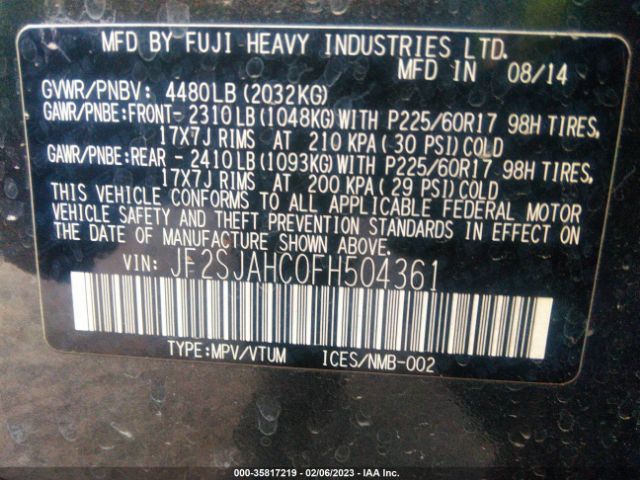 MFD BY FUJI HEAVY INDUSTRIES LTD.
MFD IN 08/14
GVWR/PNBV: 4480LB (2032KG)
GAWR/PNBE:FRONT- 2310LB(1048KG)WITH P225/60R17 98H TIRES,
17X7J RIMS AT 210 KPA(30 PSI)COLD
GAWR/PNBE:REAR - 2410LB(1093KG)WITH P225/60R17 98H TIRES,
17X7J RIMS AT 200 KPA(29 PSI)COLD
THIS VEHICLE CONFORMS TO ALL APPLICABLE FEDERAL MOTOR
VEHICLE SAFETY AND THEFT PREVENTION STANDARDS IN EFFECT ON
THE DATE OF MANUFACTURE SHOWN ABOVE.
VIN: JF2SJAHC0FH504361
TYPE:MPV/VTUM ICES/NMB-002
000-35817219 - 02/06/2023 - IAA Inc.